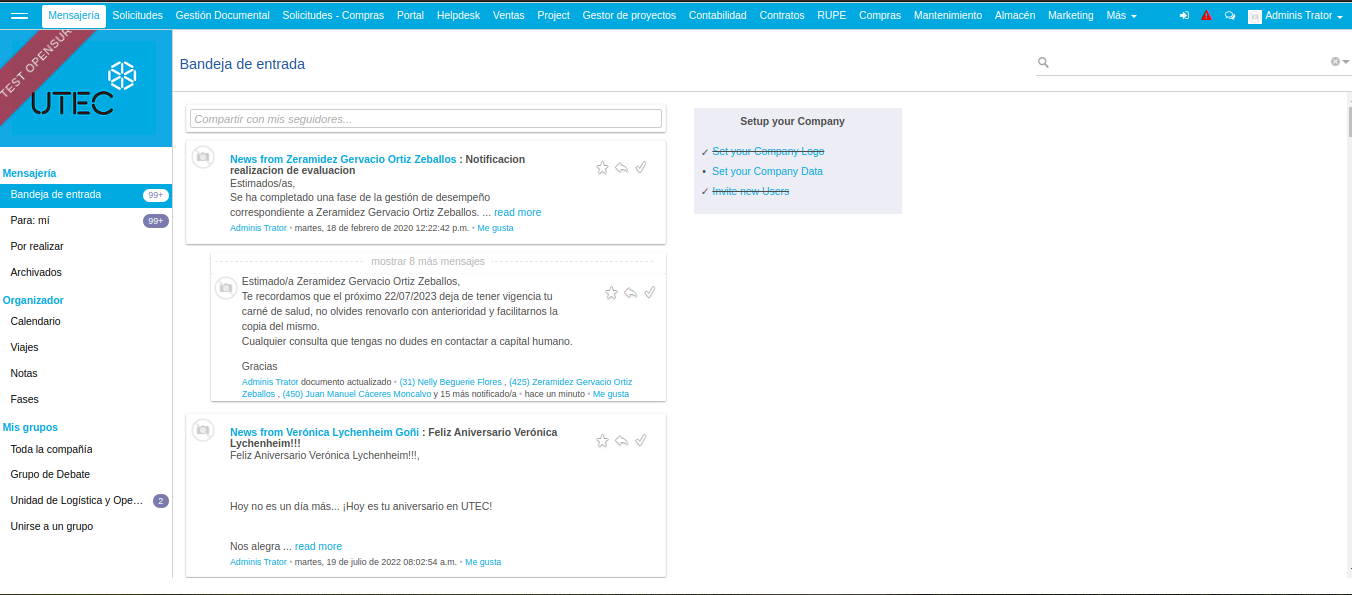 Mensajería Solicitudes Gestión Documental Solicitudes - Compras Portal Helpdesk Ventas Project Gestor de proyectos Contabilidad Contratos RUPE Compras Mantenimiento Almacén Marketing Más Adminis Trator
TEST OPENSUR
UTEC
Mensajería
Bandeja de entrada 99+
Para: mí 99+
Por realizar
Archivados
Organizador
Calendario
Viajes
Notas
Fases
Mis grupos
Toda la compañía
Grupo de Debate
Unidad de Logística y Ope... 2
Unirse a un grupo
Bandeja de entrada
Compartir con mis seguidores...
News from Zeramidez Gervacio Ortiz Zeballos : Notificacion
realizacion de evaluacion
Estimados/as,
Se ha completado una fase de la gestión de desempeño
correspondiente a Zeramidez Gervacio Ortiz Zeballos. ... read more
Adminis Trator • martes, 18 de febrero de 2020 12:22:42 p.m. • Me gusta
mostrar 8 más mensajes
Estimado/a Zeramidez Gervacio Ortiz Zeballos,
Te recordamos que el próximo 22/07/2023 deja de tener vigencia tu
carné de salud, no olvides renovarlo con anterioridad y facilitarnos la
copia del mismo.
Cualquier consulta que tengas no dudes en contactar a capital humano.
Gracias
Adminis Trator documento actualizado • (31) Nelly Beguerie Flores , (425) Zeramidez Gervacio Ortiz
Zeballos , (450) Juan Manuel Cáceres Moncalvo y 15 más notificado/a • hace un minuto • Me gusta
News from Verónica Lychenheim Goñi : Feliz Aniversario Verónica
Lychenheim!!!
Feliz Aniversario Verónica Lychenheim!!!,
Hoy no es un día más... ¡Hoy es tu aniversario en UTEC!
Nos alegra ... read more
Adminis Trator • martes, 19 de julio de 2022 08:02:54 a.m. • Me gusta
Setup your Company
✓ Set your Company Logo
• Set your Company Data
✓ Invite new Users